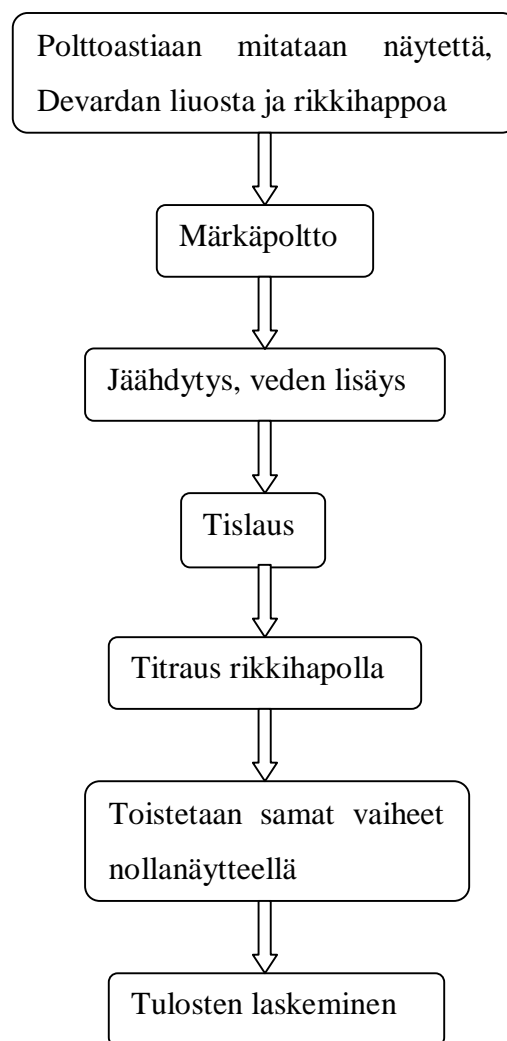 Polttoastiaan mitataan näytettä,
Devardan liuosta ja rikkihappoa
Märkäpoltto
Jäähdytys, veden lisäys
Tislaus
Titraus rikkihapolla
Toistetaan samat vaiheet
nollanäytteellä
Tulosten laskeminen